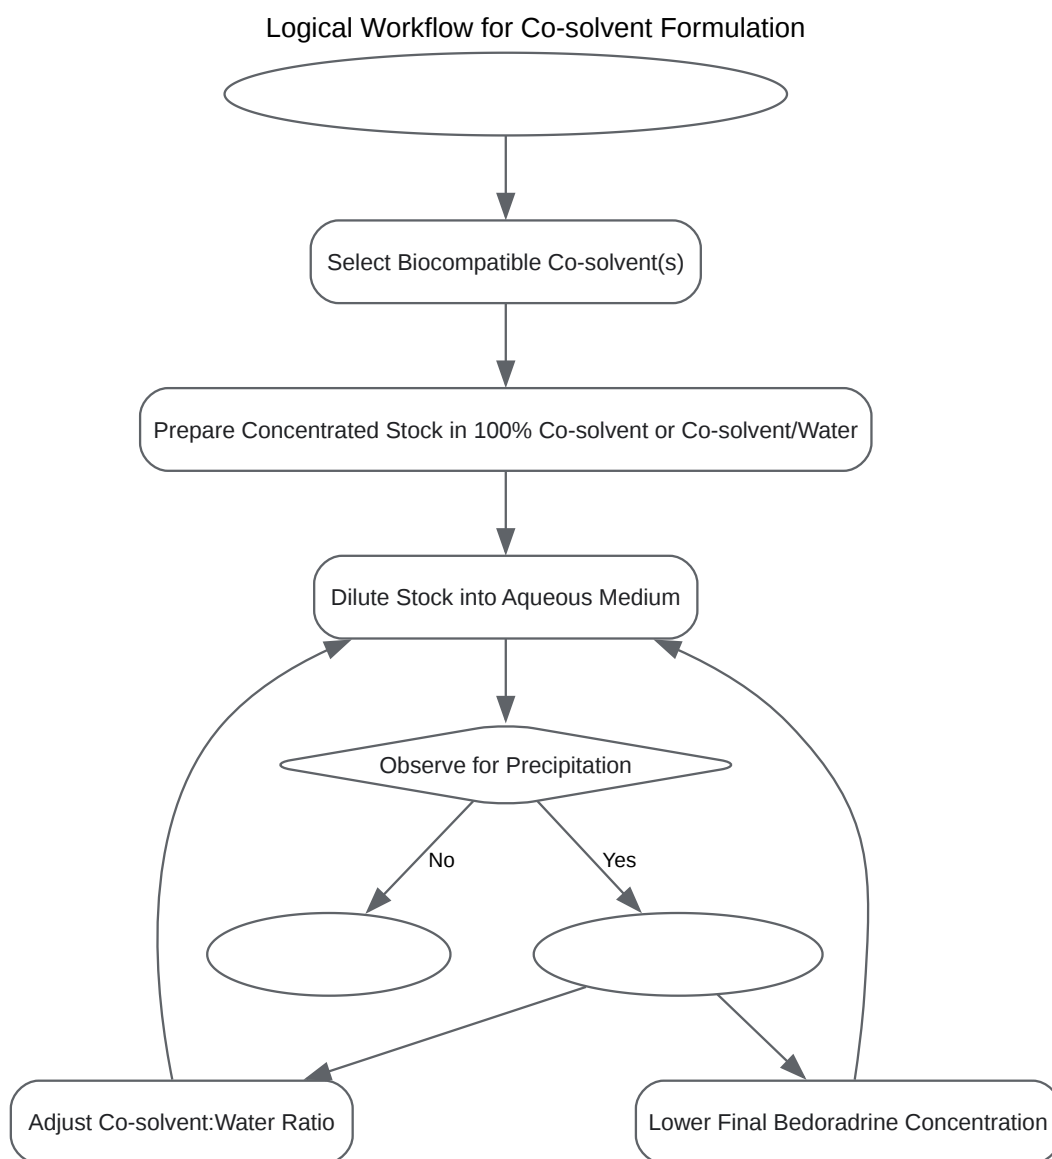 Logical Workflow for Co-solvent Formulation
Select Biocompatible Co-solvent(s)
Prepare Concentrated Stock in 100% Co-solvent or Co-solvent/Water
Dilute Stock into Aqueous Medium
Observe for Precipitation
No
Yes
Adjust Co-solvent:Water Ratio
Lower Final Bedoradrine Concentration